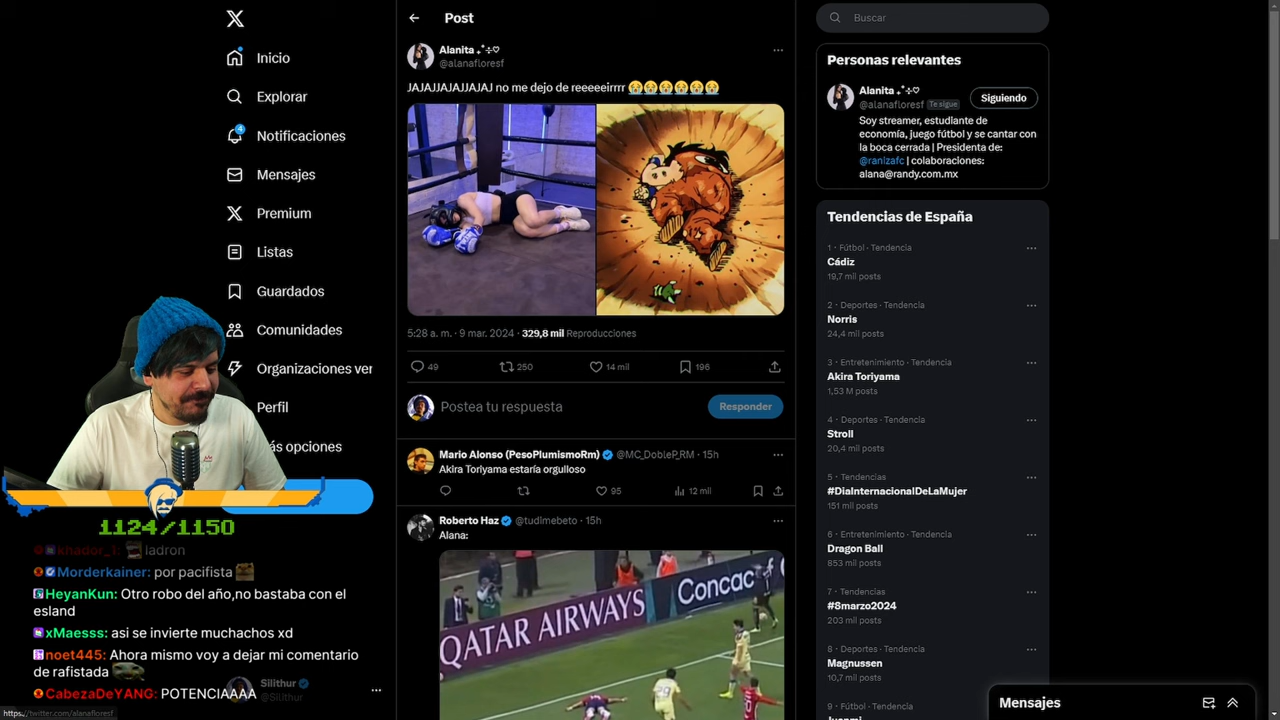 Inicio
Explorar
4
Notificaciones
Mensajes
Premium
Listas
Guardados
Comunidades
Organizaciones ver
Perfil
ás opciones
1124/1150
khador_1: ladron
Morderkainer: por pacifista
HeyanKun: Otro robo del año,no bastaba con el
esland
xMaesss: asi se invierte muchachos xd
noet445: Ahora mismo voy a dejar mi comentario
de rafistada
CabezaDeYANG: POTENCIAAAA
Silithur
@Silithur
https://twitter.com/alanafloresf
Post
Alanita ₊˚⊹♡
@alanafloresf
JAJAJJAJAJJAJAJ no me dejo de reeeeeirrrr 😭😭😭😭😭😭
5:28 a. m. · 9 mar. 2024 · 329,8 mil Reproducciones
49 250 14 mil 196
Postea tu respuesta
Responder
Mario Alonso (PesoPlumismoRm) @MC_DobleP_RM · 15h
Akira Toriyama estaría orgulloso
95 12 mil
Roberto Haz @tudimebeto · 15h
Alana:
QATAR AIRWAYS
Concac
Buscar
Personas relevantes
Alanita ₊˚⊹♡
@alanafloresf Te sigue
Siguiendo
Soy streamer, estudiante de
economía, juego fútbol y se cantar con
la boca cerrada | Presidenta de:
@ranizafc | colaboraciones:
alana@randy.com.mx
Tendencias de España
1 · Fútbol · Tendencia
Cádiz
19,7 mil posts
2 · Deportes · Tendencia
Norris
24,4 mil posts
3 · Entretenimiento · Tendencia
Akira Toriyama
1,53 M posts
4 · Deportes · Tendencia
Stroll
20,4 mil posts
5 · Tendencias
#DiaInternacionalDeLaMujer
151 mil posts
6 · Entretenimiento · Tendencia
Dragon Ball
853 mil posts
7 · Tendencias
#8marzo2024
203 mil posts
8 · Deportes · Tendencia
Magnussen
10,7 mil posts
9 · Fútbol · Tendencia
Mensajes